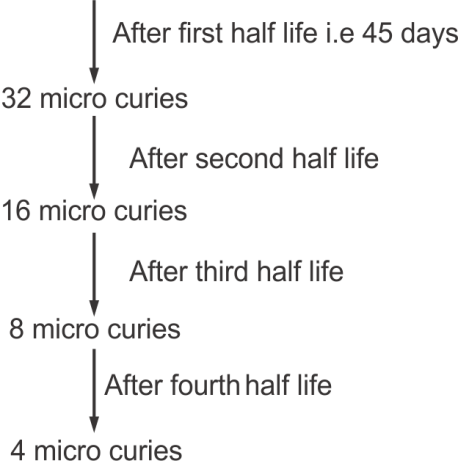 After first half life i.e 45 days
32 micro curies
After second half life
16 micro curies
After third half life
8 micro curies
After fourth half life
4 micro curies